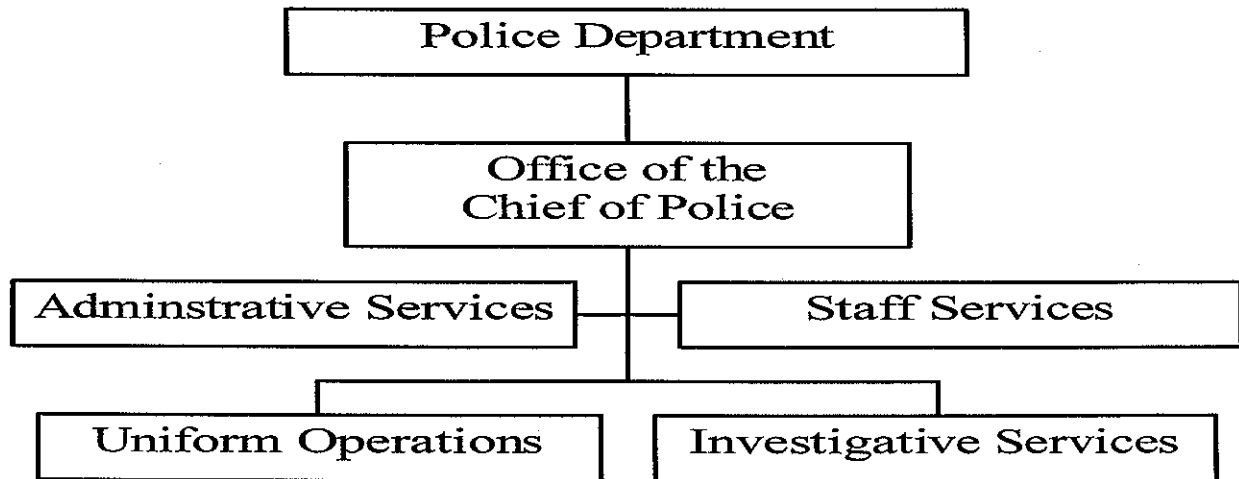 Police Department
Office of the
Chief of Police
Adminstrative Services
Staff Services
Uniform Operations
Investigative Services